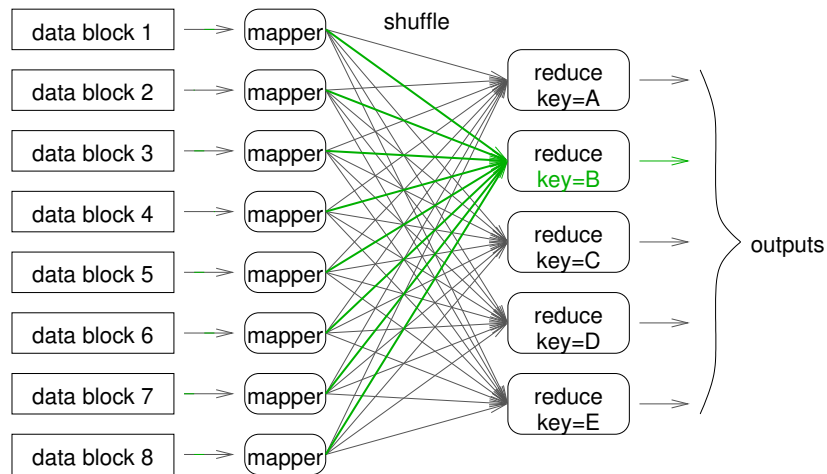 data block 1
mapper
shuffle
data block 2
mapper
data block 3
mapper
data block 4
mapper
data block 5
mapper
data block 6
mapper
data block 7
mapper
data block 8
mapper
reduce
key=A
reduce
key=B
reduce
key=C
reduce
key=D
reduce
key=E
outputs